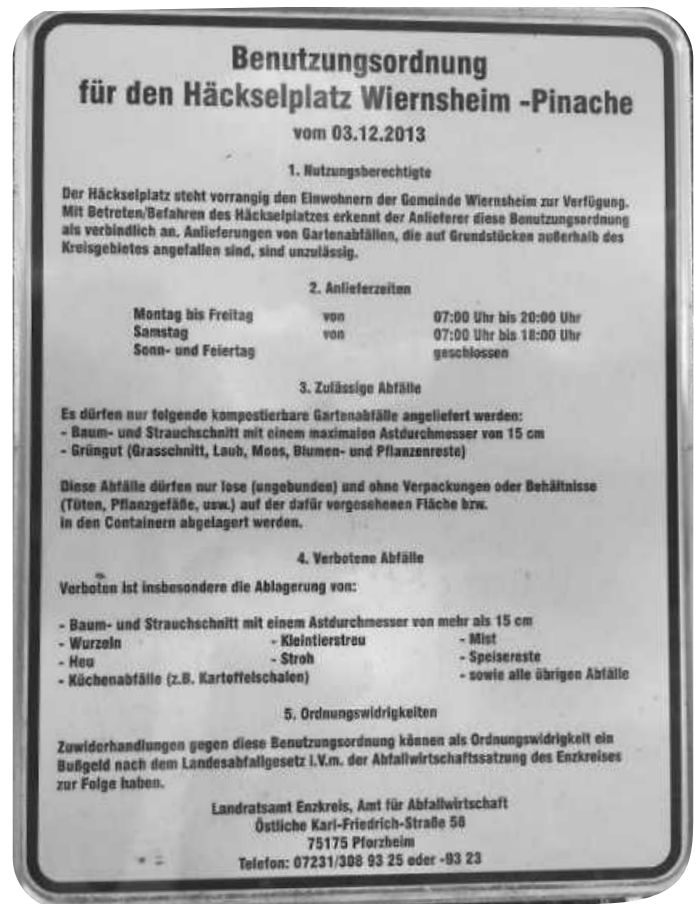 Benutzungsordnung
für den Häckselplatz Wiernsheim -Pinache
vom 03.12.2013
1. Nutzungsberechtigte
Der Häckselplatz steht vorrangig den Einwohnern der Gemeinde Wiernsheim zur Verfügung.
Mit Betreten/Befahren des Häckselplatzes erkennt der Anlieferer diese Benutzungsordnung
als verbindlich an. Anlieferungen von Gartenabfällen, die auf Grundstücken außerhalb des
Kreisgebietes angefallen sind, sind unzulässig.
2. Anlieferzeiten
Montag bis Freitag von 07:00 Uhr bis 20:00 Uhr
Samstag von 07:00 Uhr bis 18:00 Uhr
Sonn- und Feiertag geschlossen
3. Zulässige Abfälle
Es dürfen nur folgende kompostierbare Gartenabfälle angeliefert werden:
- Baum- und Strauchschnitt mit einem maximalen Astdurchmesser von 15 cm
- Grüngut (Grasschnitt, Laub, Moos, Blumen- und Pflanzenreste)
Diese Abfälle dürfen nur lose (ungebunden) und ohne Verpackungen oder Behältnisse
(Tüten, Pflanzgefäße, usw.) auf der dafür vorgesehenen Fläche bzw.
in den Containern abgelagert werden.
4. Verbotene Abfälle
Verboten ist insbesondere die Ablagerung von:
- Baum- und Strauchschnitt mit einem Astdurchmesser von mehr als 15 cm
- Wurzeln - Kleintierstreu - Mist
- Heu - Stroh - Speisereste
- Küchenabfälle (z.B. Kartoffelschalen) - sowie alle übrigen Abfälle
5. Ordnungswidrigkeiten
Zuwiderhandlungen gegen diese Benutzungsordnung können als Ordnungswidrigkeit ein
Bußgeld nach dem Landesabfallgesetz i.V.m. der Abfallwirtschaftssatzung des Enzkreises
zur Folge haben.
Landratsamt Enzkreis, Amt für Abfallwirtschaft
Östliche Karl-Friedrich-Straße 58
75175 Pforzheim
Telefon: 07231/308 93 25 oder -93 23